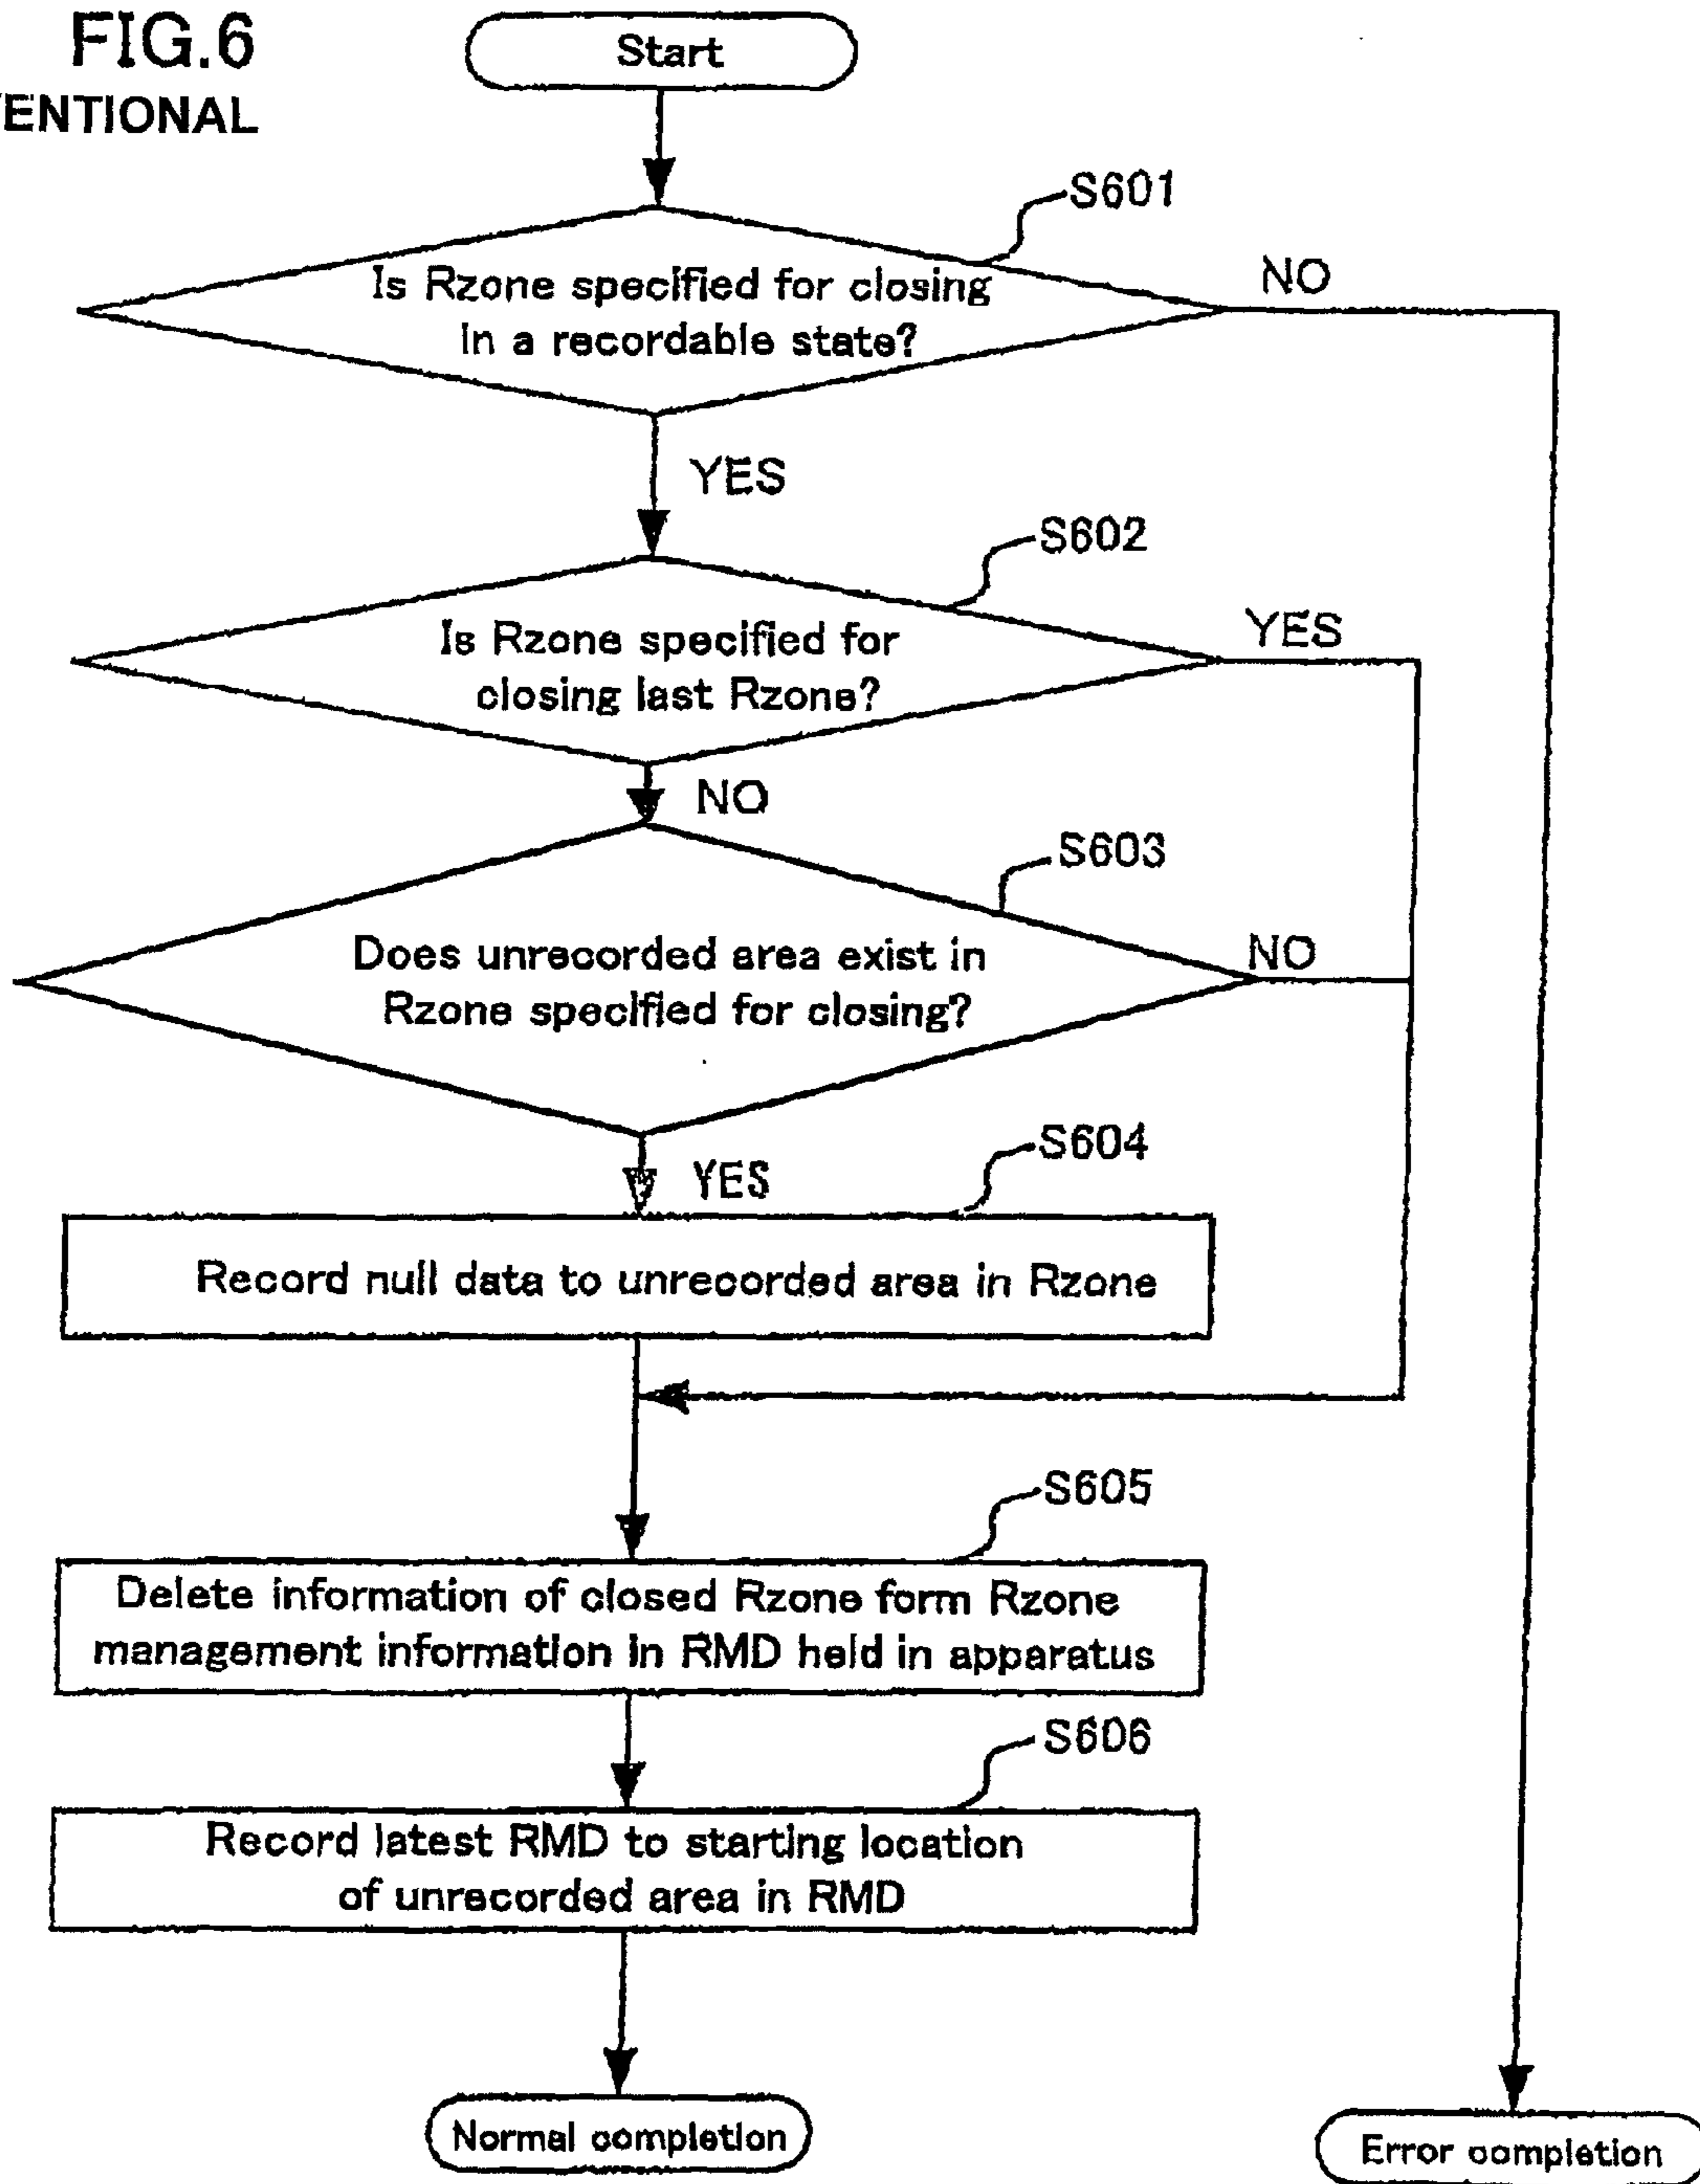 FIG.6
ENTIONAL
Start
S601
Is Rzone specified for closing
in a recordable state?
NO
YES
S602
Is Rzone specified for
closing last Rzone?
YES
NO
S603
Does unrecorded area exist in
Rzone specified for closing?
NO
YES
S604
Record null data to unrecorded area in Rzone
S605
Delete information of closed Rzone form Rzone
management information in RMD held in apparatus
S606
Record latest RMD to starting location
of unrecorded area in RMD
Normal completion
Error completion